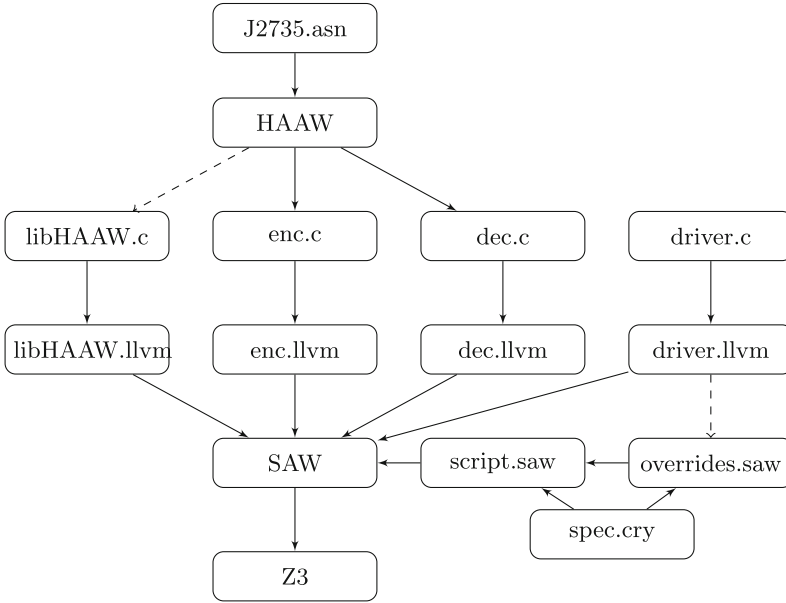 J2735.asn
HAAW
libHAAW.c
enc.c
dec.c
driver.c
libHAAW.llvm
enc.llvm
dec.llvm
driver.llvm
SAW
script.saw
overrides.saw
spec.cry
Z3